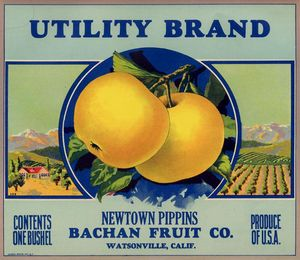 UTILITY BRAND
NEWTOWN PIPPINS
BACHAN FRUIT CO.
WATSONVILLE, CALIF.
CONTENTS
ONE BUSHEL
PRODUCE
OF U.S.A.